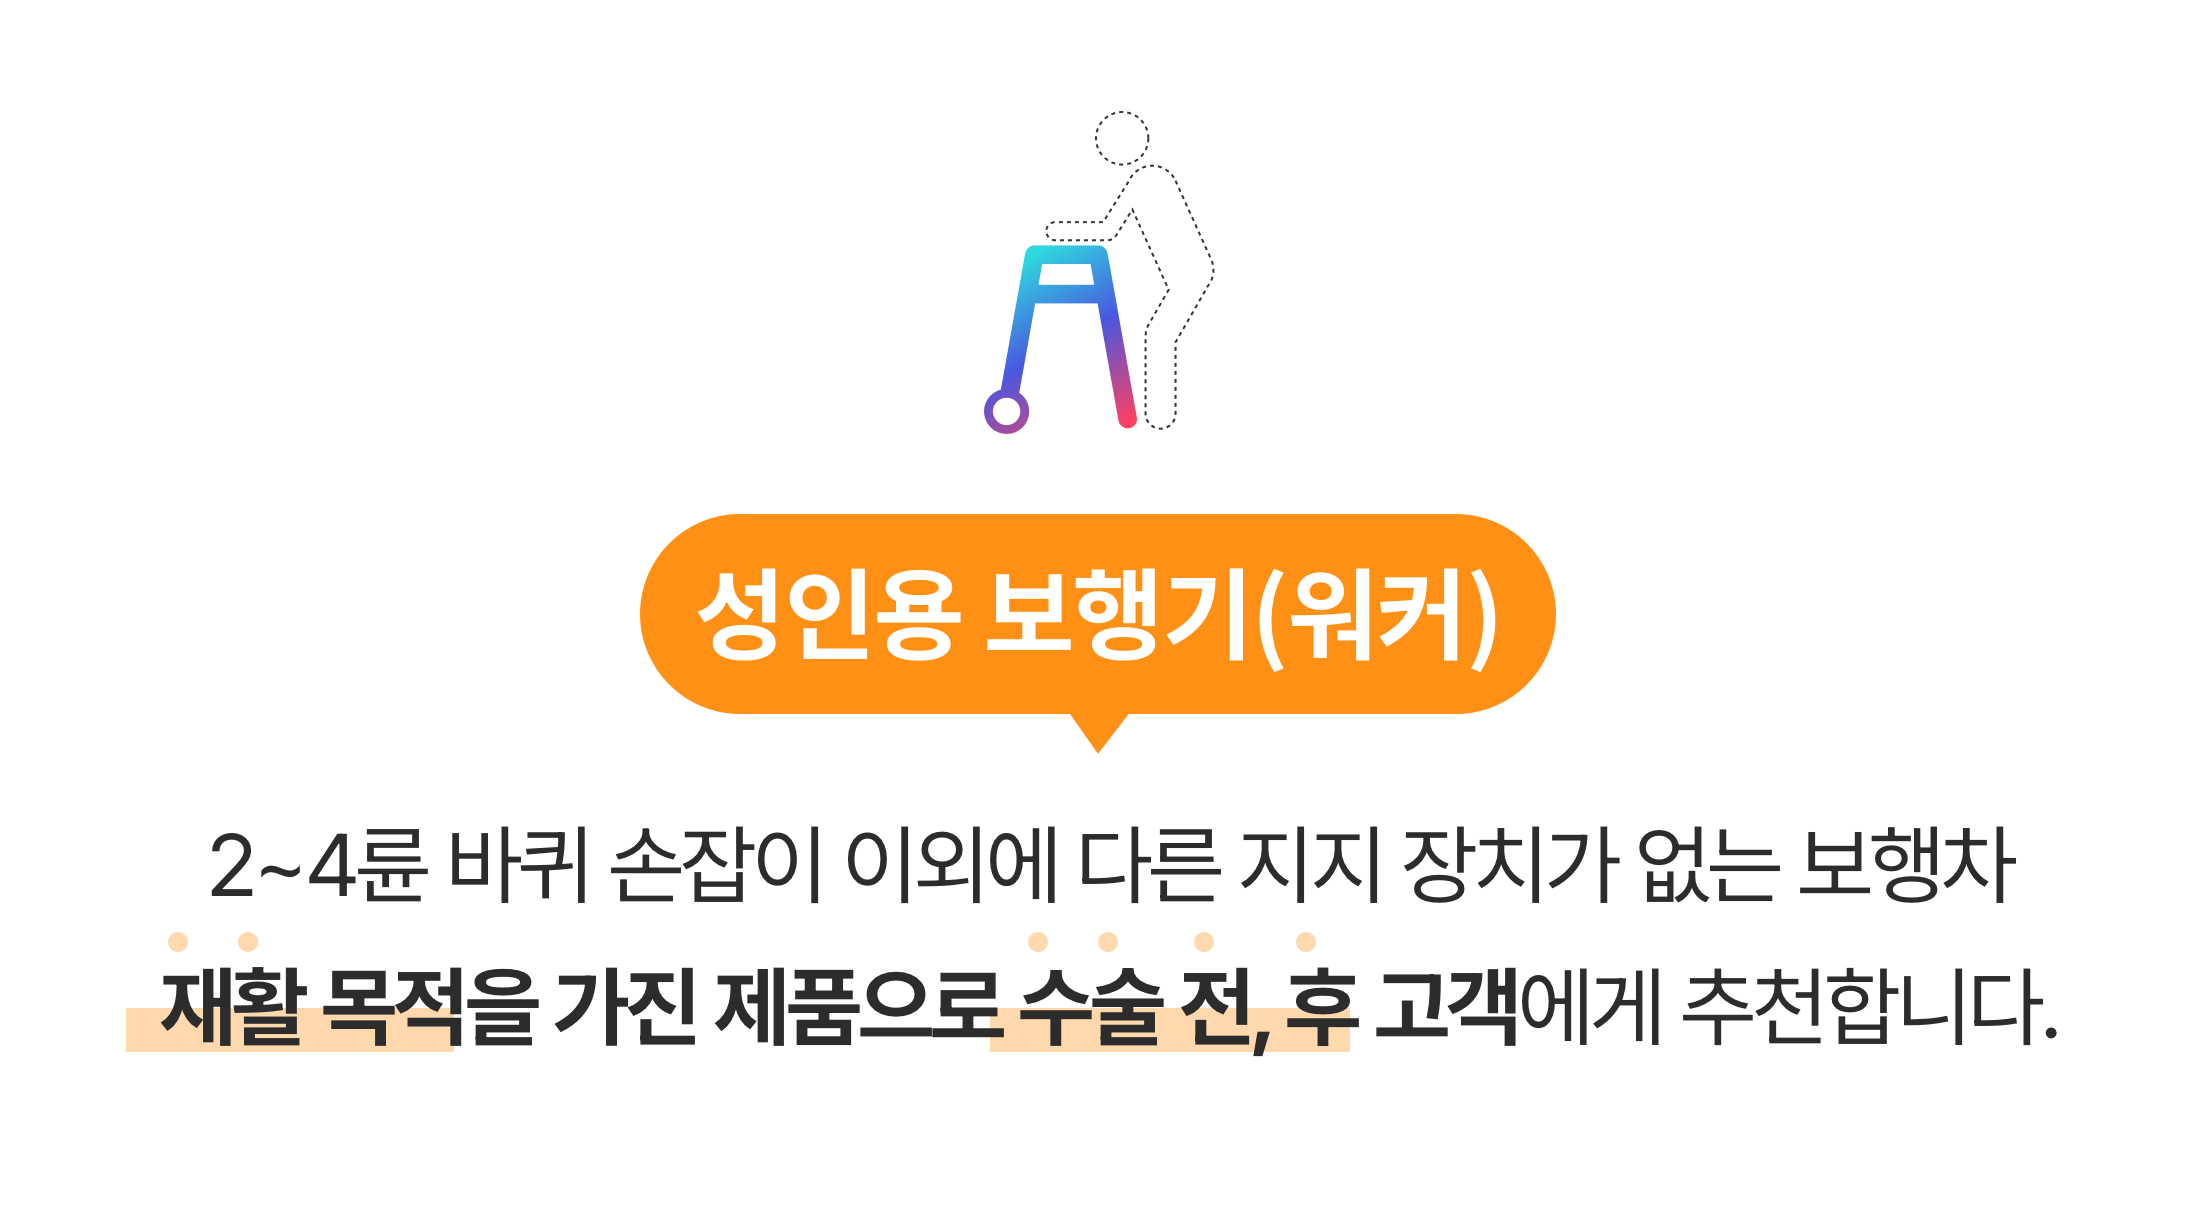 성인용 보행기(워커)
2~4륜 바퀴 손잡이 이외에 다른 지지 장치가 없는 보행차
재활 목적을 가진 제품으로 수술 전, 후 고객에게 추천합니다.